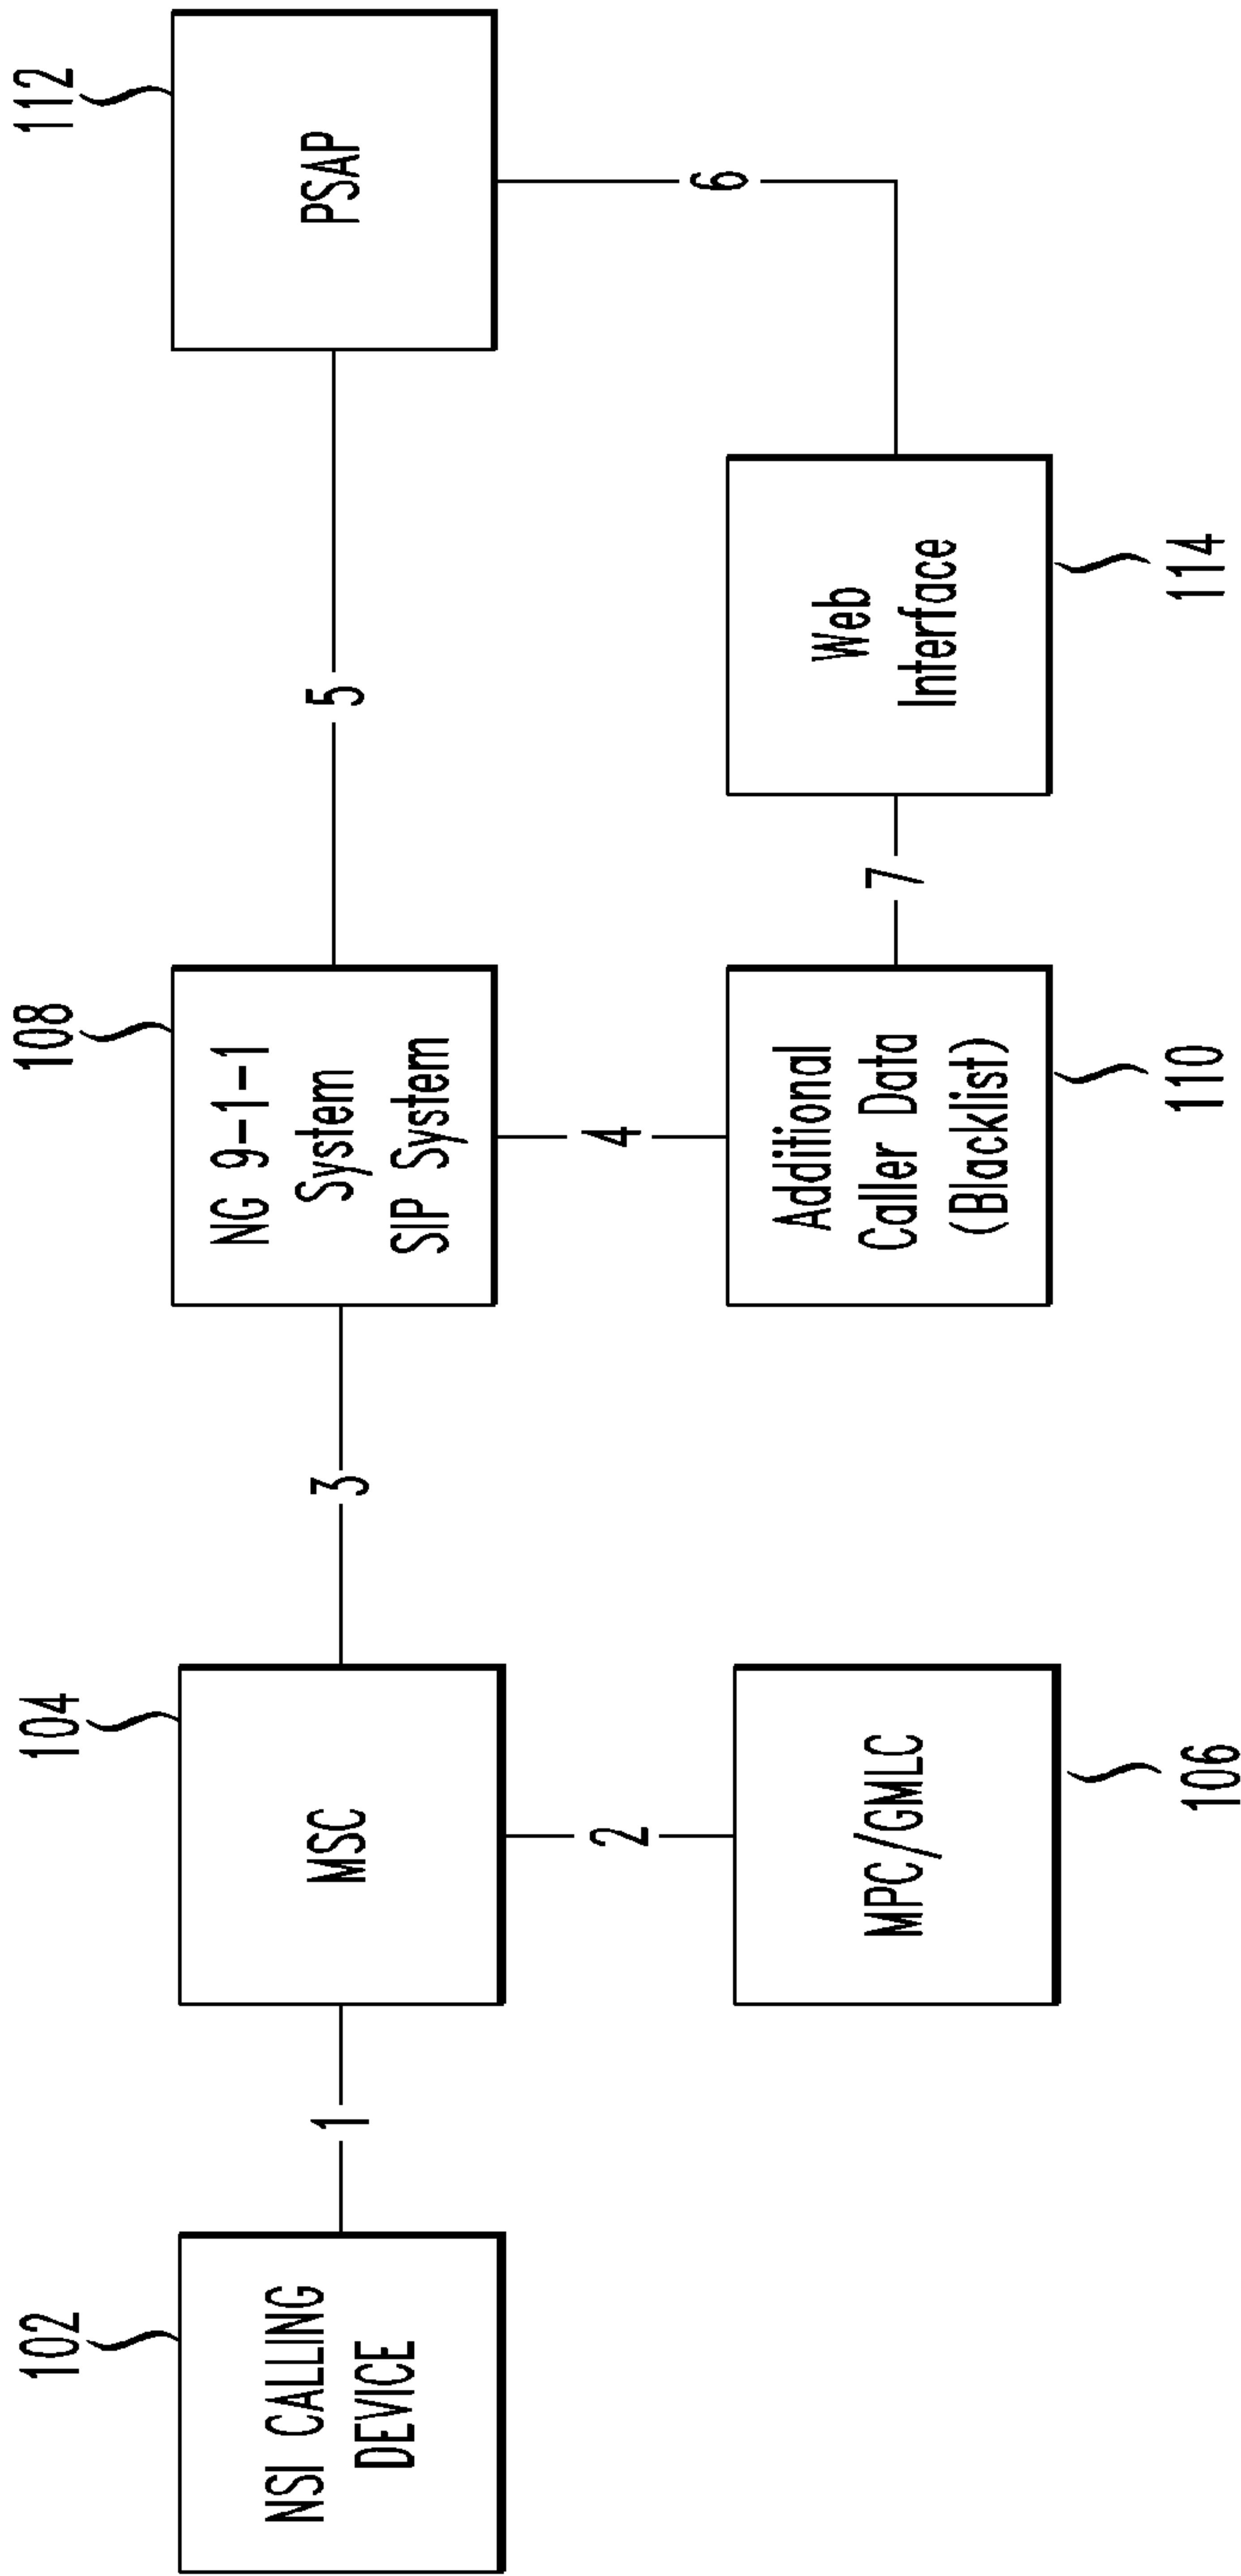 102
NSI CALLING
DEVICE
1
104
MSC
2
MPC/GMLC
106
3
108
NG 9-1-1
System
SIP System
4
Additional
Caller Data
(Blacklist)
110
5
7
Web
Interface
114
6
112
PSAP